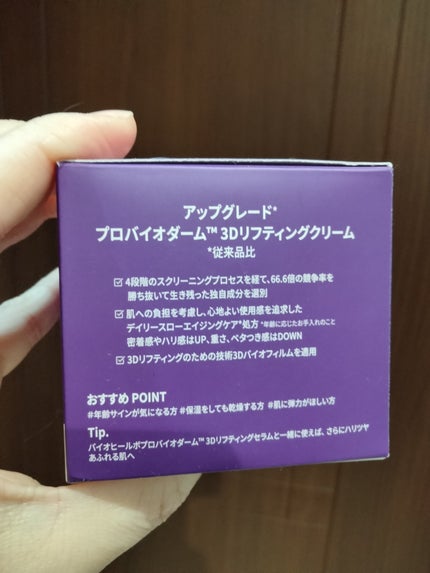 アップグレード*
プロバイオダーム™ 3Dリフティングクリーム
*従来品比
4段階のスクリーニングプロセスを経て、66.6倍の競争率を
勝ち抜いて生き残った独自成分を選別
肌への負担を考慮し、心地よい使用感を追求した
デイリースローエイジングケア*処方 *年齢に応じたお手入れのこと
密着感やハリ感はUP、重さ、ベタつき感はDOWN
3Dリフティングのための技術3Dバイオフィルムを適用
おすすめ POINT
#年齢サインが気になる方 #保湿をしても乾燥する方 #肌に弾力がほしい方
Tip.
バイオヒールボプロバイオダーム™ 3Dリフティングセラムと一緒に使えば、さらにハリツヤ
あふれる肌へ